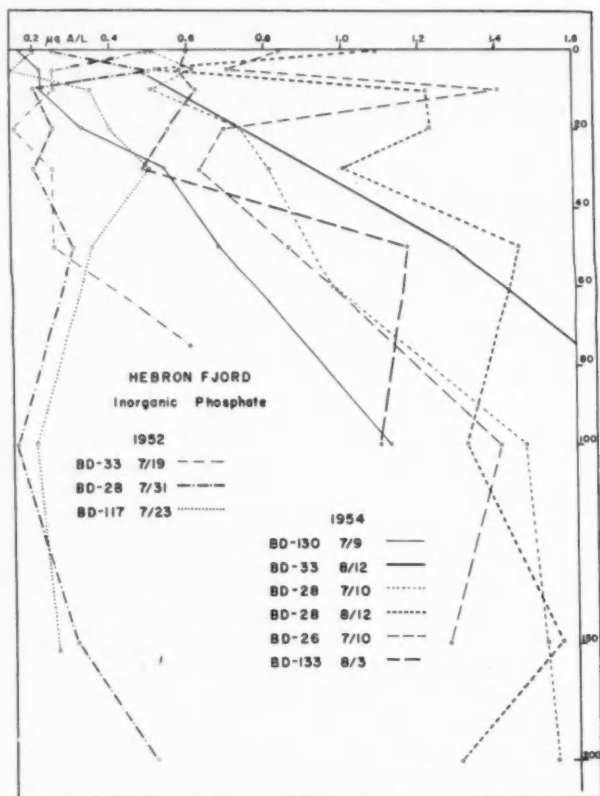 0.2 µg A/L 0.4 0.6 0.8 1.0 1.2 1.4 1.6
0
20
40
60
80
100
150
200
HEBRON FJORD
Inorganic Phosphate
1952
BD-33 7/19
BD-28 7/31
BD-117 7/23
1954
BD-130 7/9
BD-33 8/12
BD-28 7/10
BD-28 8/12
BD-26 7/10
BD-133 8/3